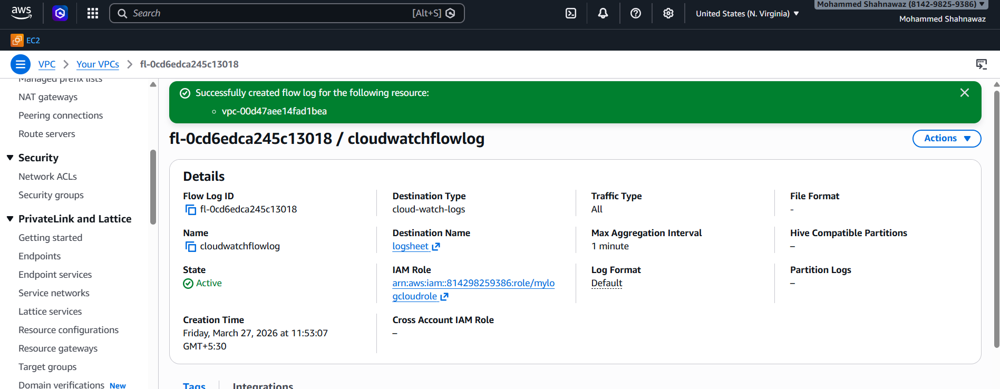 aws
Search
[Alt+S]
United States (N. Virginia) ▼
Mohammed Shahnawaz (8142-9825-9386) ▼
Mohammed Shahnawaz
EC2
VPC > Your VPCs > fl-0cd6edca245c13018
Managed prefix lists
NAT gateways
Peering connections
Route servers
Security
Network ACLs
Security groups
PrivateLink and Lattice
Getting started
Endpoints
Endpoint services
Service networks
Lattice services
Resource configurations
Resource gateways
Target groups
Domain verifications New
Successfully created flow log for the following resource:
vpc-00d47aee14fad1bea
fl-0cd6edca245c13018 / cloudwatchflowlog
Actions ▼
Details
Flow Log ID
fl-0cd6edca245c13018
Name
cloudwatchflowlog
State
Active
Creation Time
Friday, March 27, 2026 at 11:53:07
GMT+5:30
Destination Type
cloud-watch-logs
Destination Name
logsheet
IAM Role
arn:aws:iam::814298259386:role/mylo
gcloudrole
Cross Account IAM Role
–
Traffic Type
All
Max Aggregation Interval
1 minute
Log Format
Default
File Format
-
Hive Compatible Partitions
–
Partition Logs
–
Tags
Integrations